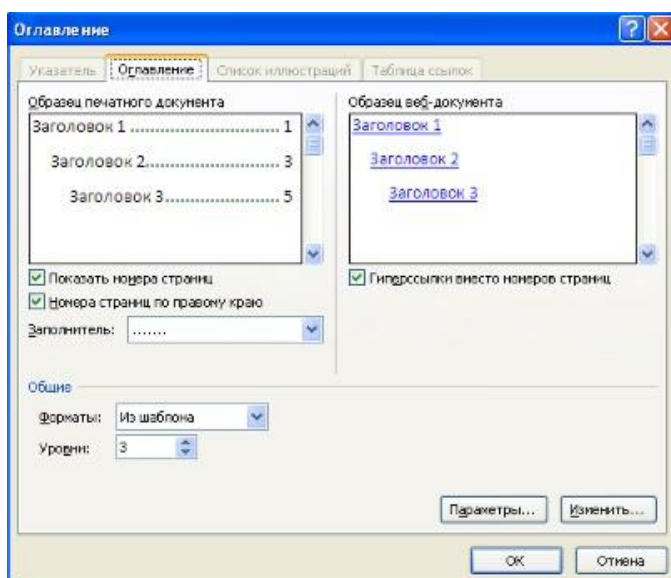 Оглавление
Указатель Оглавление Список иллюстраций Таблица ссылок
Образец печатного документа
Заголовок 1 ................................ 1
Заголовок 2............................. 3
Заголовок 3......................... 5
Образец веб-документа
Заголовок 1
Заголовок 2
Заголовок 3
Показать номера страниц
Номера страниц по правому краю
Заполнитель: .......
Гиперссылки вместо номеров страниц
Общие
Форматы: Из шаблона
Уровни: 3
Параметры... Изменить...
ОК Отмена